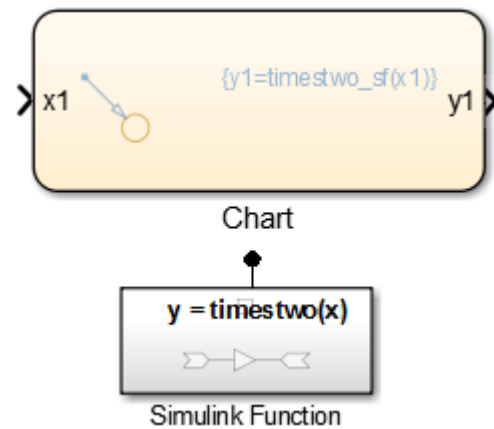 {y1=timestwo_sf(x1)}
x1
y1
Chart
y = timestwo(x)
Simulink Function